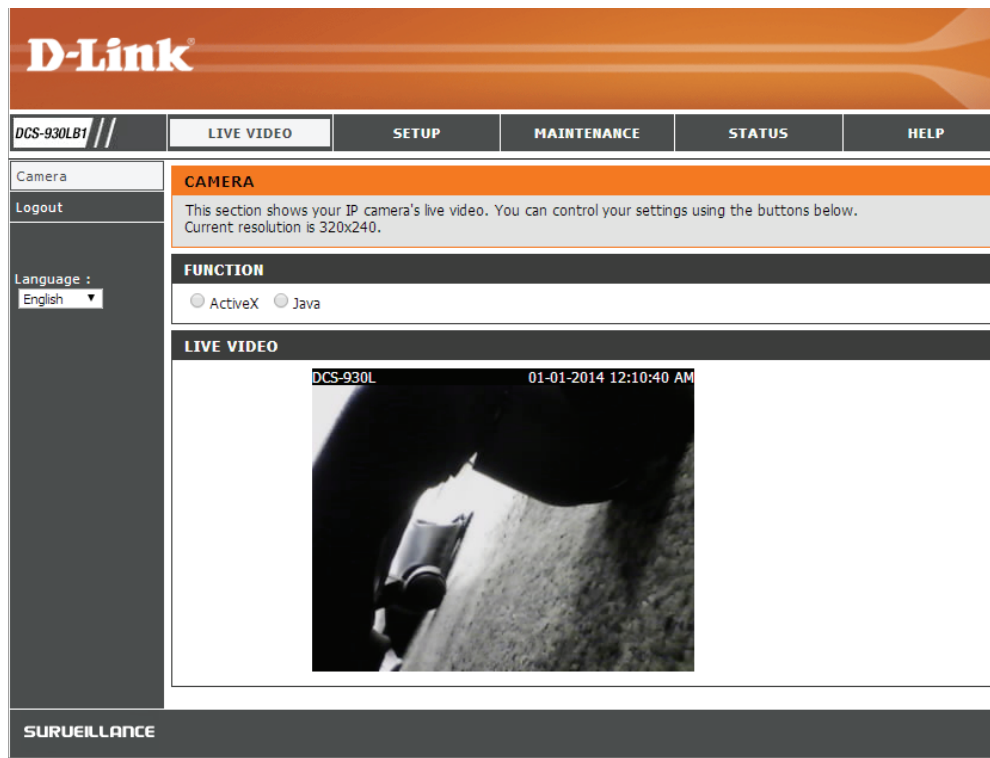 D-Link®
DCS-930LB1 LIVE VIDEO SETUP MAINTENANCE STATUS HELP
Camera
Logout
Language :
English
CAMERA
This section shows your IP camera's live video. You can control your settings using the buttons below.
Current resolution is 320x240.
FUNCTION
ActiveX Java
LIVE VIDEO
DCS-930L 01-01-2014 12:10:40 AM
SURVEILLANCE